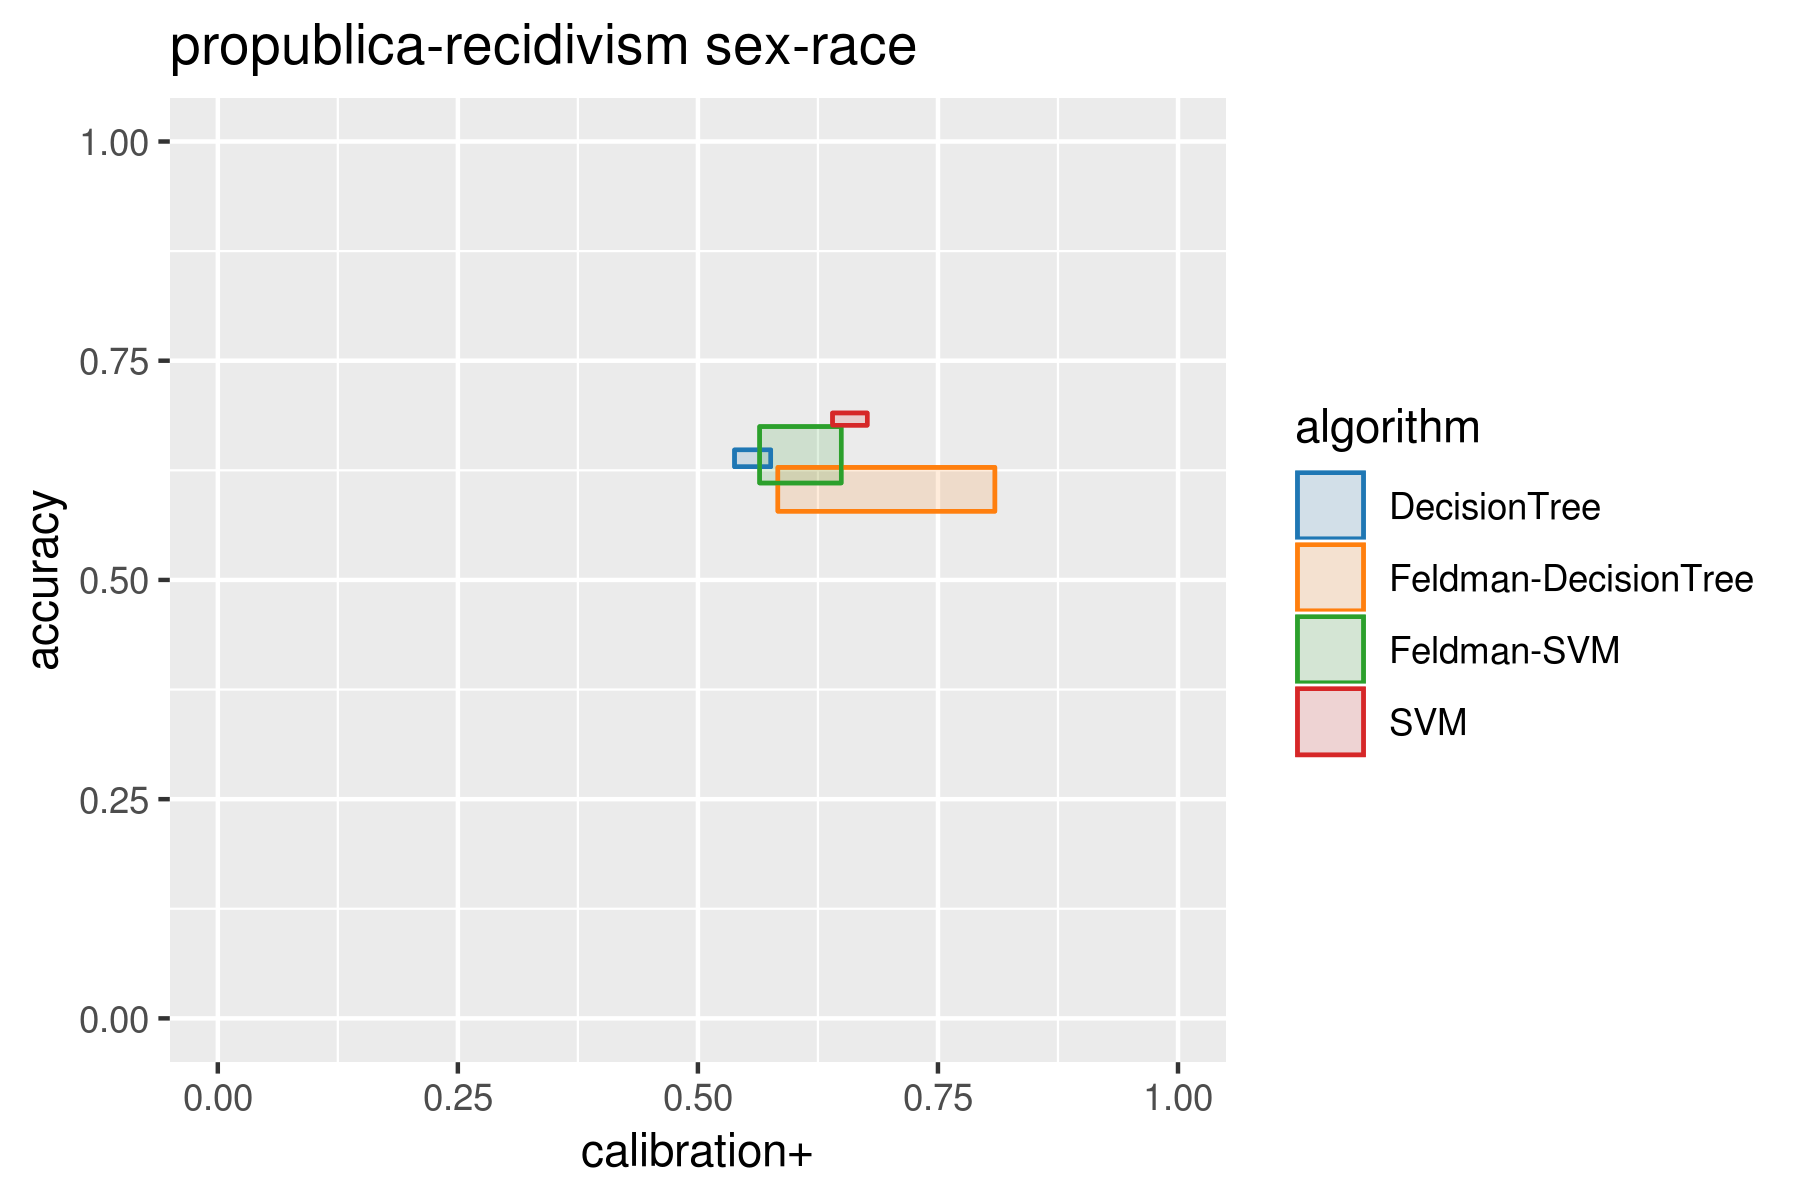 propublica-recidivism sex-race
1.00
0.75
0.50
0.25
0.00
accuracy
0.00 0.25 0.50 0.75 1.00
calibration+
algorithm
DecisionTree
Feldman-DecisionTree
Feldman-SVM
SVM